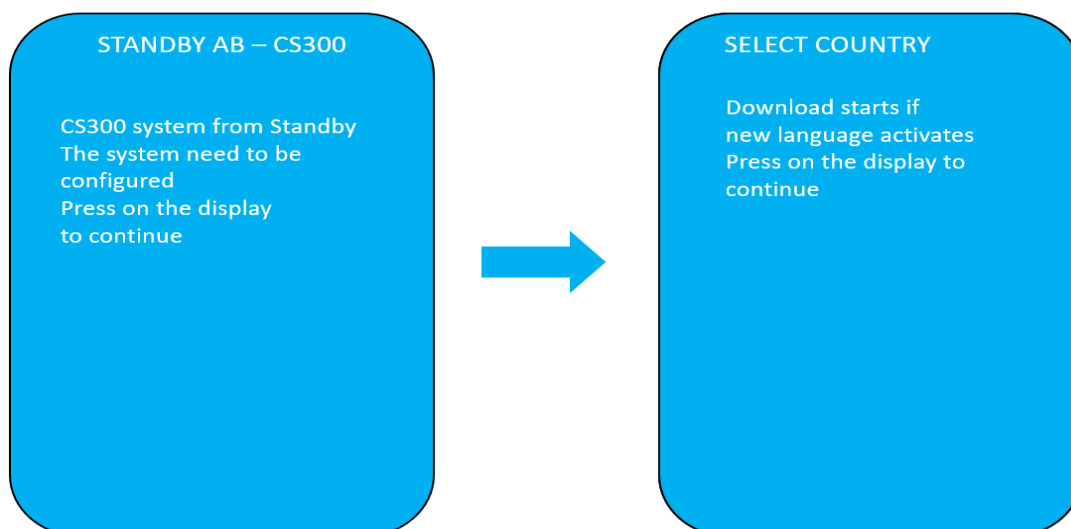 STANDBY AB – CS300
CS300 system from Standby
The system need to be
configured
Press on the display
to continue
SELECT COUNTRY
Download starts if
new language activates
Press on the display to
continue